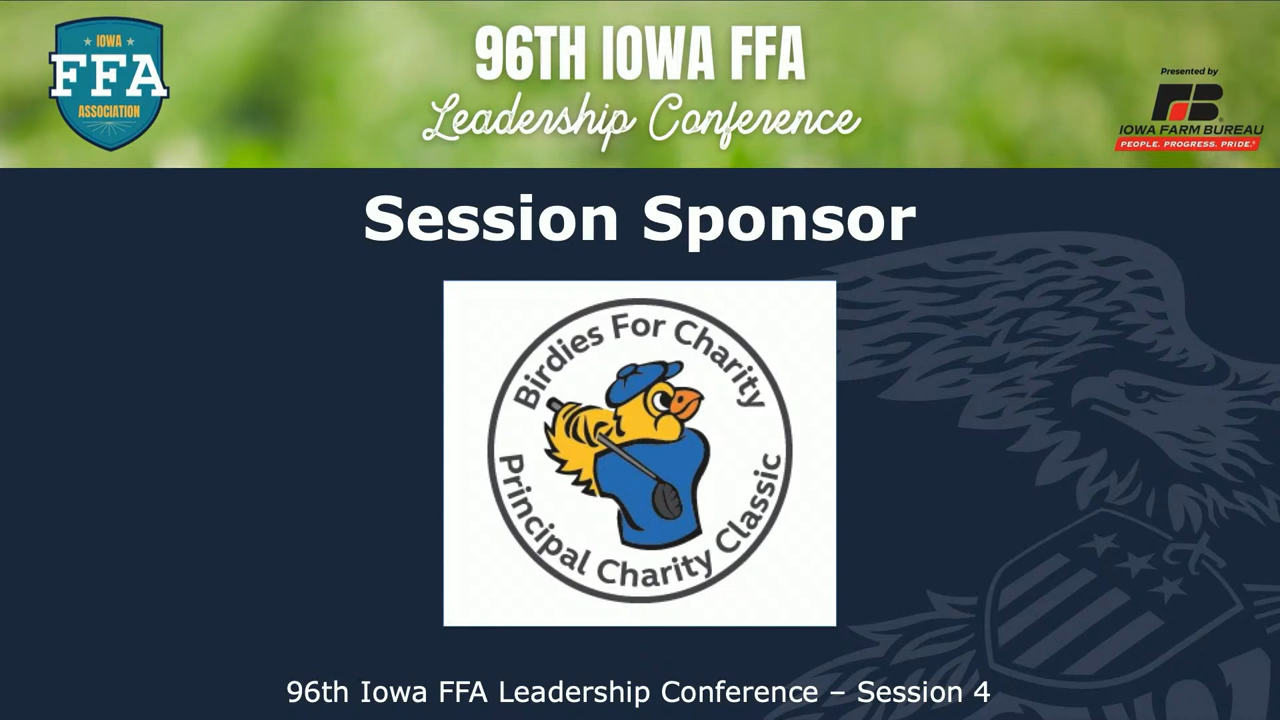 IOWA
FFA
ASSOCIATION
96TH IOWA FFA
Leadership Conference
Presented by
FB
IOWA FARM BUREAU
PEOPLE. PROGRESS. PRIDE.®
Session Sponsor
Birdies For Charity
Principal Charity Classic
96th Iowa FFA Leadership Conference – Session 4